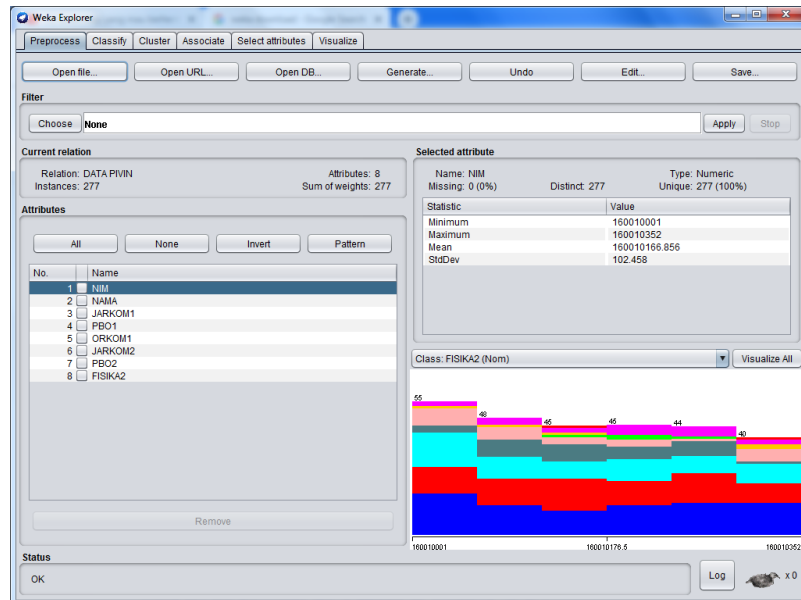 Weka Explorer
Preprocess Classify Cluster Associate Select attributes Visualize
Open file... Open URL... Open DB... Generate... Undo Edit... Save...
Filter
Choose None Apply Stop
Current relation
Relation: DATA PIVIN Attributes: 8
Instances: 277 Sum of weights: 277
Attributes
All None Invert Pattern
No. Name
1 NIM
2 NAMA
3 JARKOM1
4 PBO1
5 ORKOM1
6 JARKOM2
7 PBO2
8 FISIKA2
Remove
Selected attribute
Name: NIM Type: Numeric
Missing: 0 (0%) Distinct: 277 Unique: 277 (100%)
Statistic Value
Minimum 160010001
Maximum 160010352
Mean 160010166.856
StdDev 102.458
Class: FISIKA2 (Nom) Visualize All
55 48 45 45 44 40
160010001 160010176.5 160010352
Status
OK Log x 0